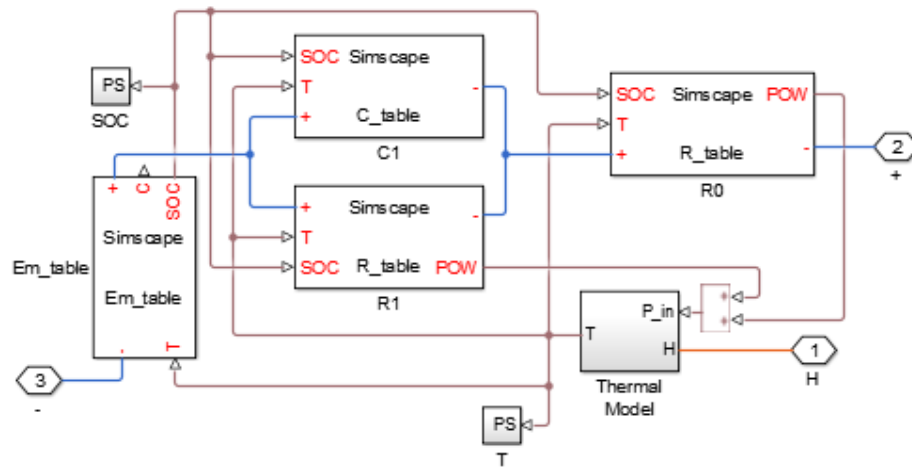 SOC Simscape
T
C_table
+ -
C1
PS
SOC
SOC Simscape POW
T
R_table
+ -
R0
2
+
+ C SOC
Simscape
Em_table
Em_table
- T
+ Simscape
-
T
SOC R_table POW
R1
+
+
P_in
T
H
Thermal
Model
1
H
3
-
PS
T